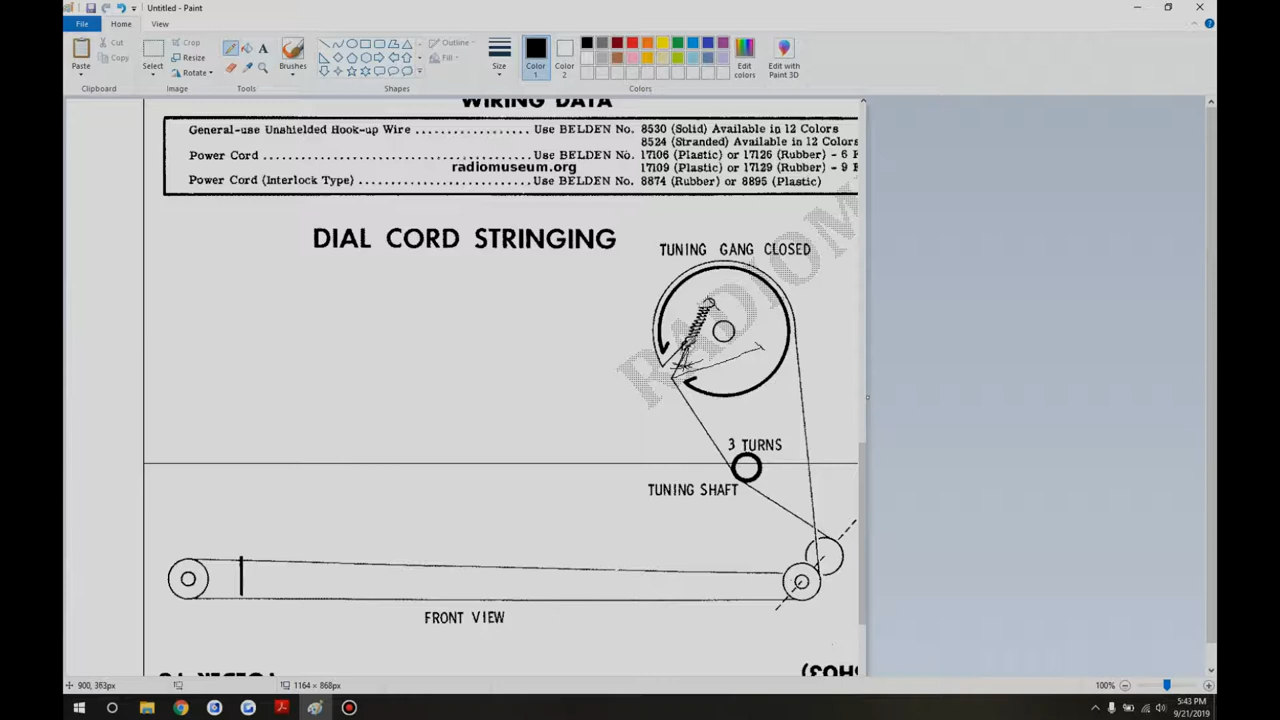 Untitled - Paint
File Home View
Paste
Cut
Copy
Clipboard
Select
Crop
Resize
Rotate
Image
Tools
Brushes
Shapes
Outline
Fill
Size
Color 1
Color 2
Colors
Edit colors
Edit with Paint 3D
WIRING DATA
General-use Unshielded Hook-up Wire ................. Use BELDEN No. 8530 (Solid) Available in 12 Colors
8524 (Stranded) Available in 12 Colors
Power Cord ........................................ Use BELDEN No. 17106 (Plastic) or 17126 (Rubber) - 6 F
radiomuseum.org 17109 (Plastic) or 17129 (Rubber) - 9 F
Power Cord (Interlock Type) .......................... Use BELDEN No. 8874 (Rubber) or 8895 (Plastic)
DIAL CORD STRINGING
TUNING GANG CLOSED
RADIOM
3 TURNS
TUNING SHAFT
FRONT VIEW
900, 363px
1164 × 868px
100%
5:43 PM
9/21/2019